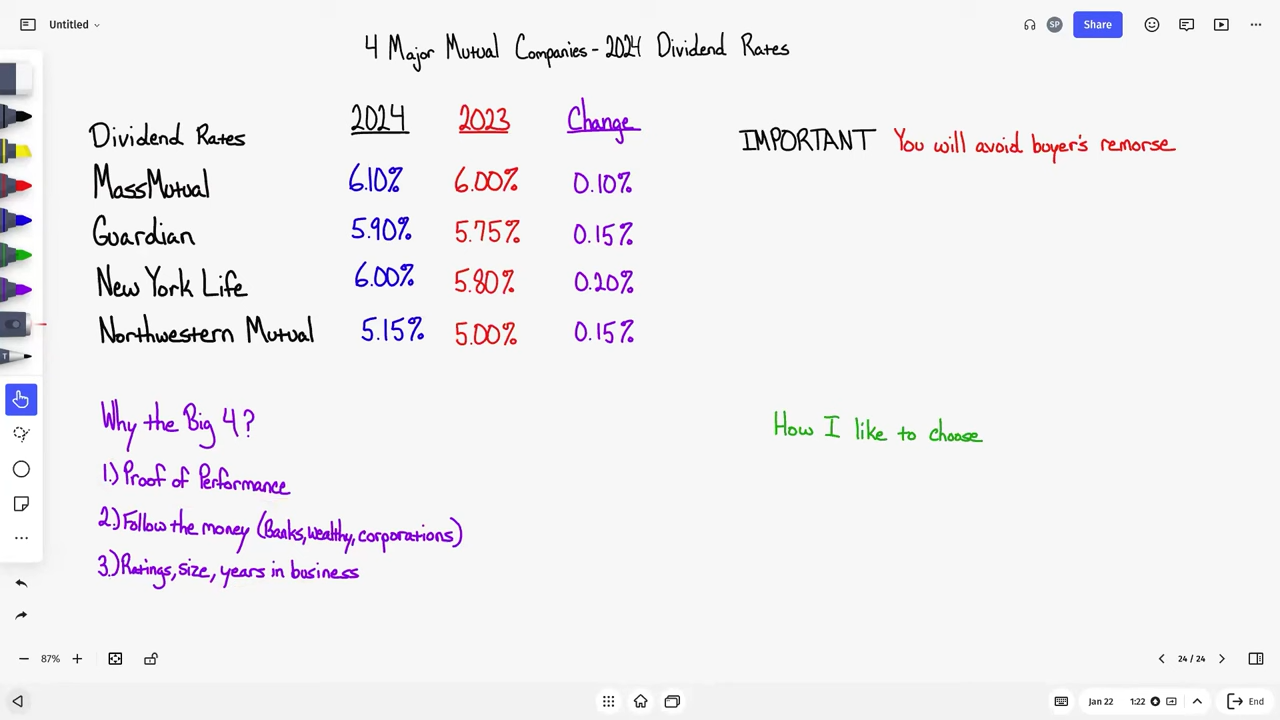 Untitled
SP
Share
4 Major Mutual Companies - 2024 Dividend Rates
Dividend Rates 2024 2023 Change
MassMutual 6.10% 6.00% 0.10%
Guardian 5.90% 5.75% 0.15%
New York Life 6.00% 5.80% 0.20%
Northwestern Mutual 5.15% 5.00% 0.15%
IMPORTANT You will avoid buyer's remorse
Why the Big 4?
1.) Proof of Performance
2.) Follow the money (Banks, wealthy, corporations)
3.) Ratings, size, years in business
How I like to choose
T
87%
24 / 24
Jan 22 1:22
End